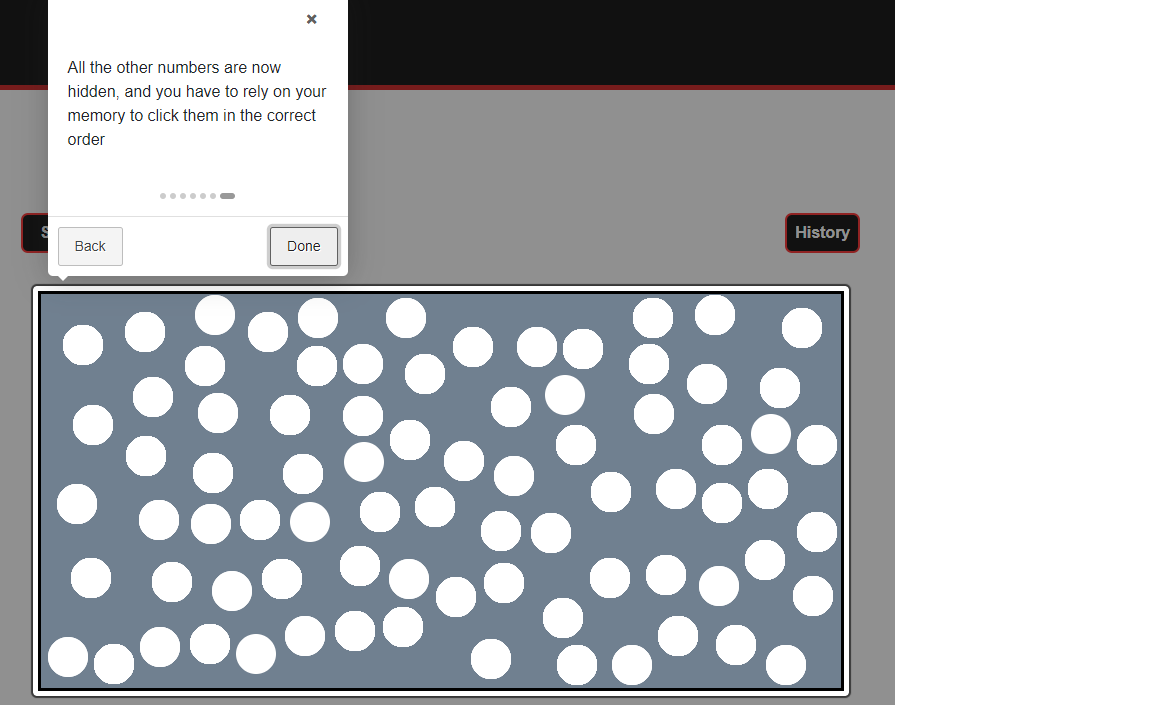 ×
All the other numbers are now
hidden, and you have to rely on your
memory to click them in the correct
order
Back
Done
S
History